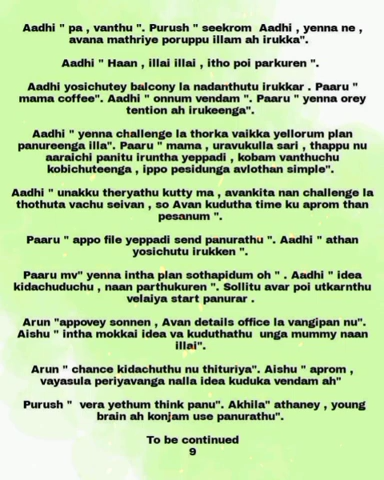 Aadhi " pa , vanthu ". Purush " seekrom  Aadhi , yenna ne ,
avana mathriye poruppu illam ah irukka".
Aadhi " Haan , illai illai , itho poi parkuren ".
Aadhi yosichutey balcony la nadanthutu irukkar . Paaru "
mama coffee". Aadhi " onnum vendam ". Paaru " yenna orey
tention ah irukeenga".
Aadhi " yenna challenge la thorka vaikka yellorum plan
panureenga illa". Paaru " mama , uravukulla sari , thappu nu
aaraichi panitu iruntha yeppadi , kobam vanthuchu
kobichuteenga , ippo pesidunga avlothan simple".
Aadhi " unakku theryathu kutty ma , avankita nan challenge la
thothuta vachu seivan , so Avan kudutha time ku aprom than
pesanum ".
Paaru " appo file yeppadi send panurathu ". Aadhi " athan
yosichutu irukken ".
Paaru mv" yenna intha plan sothapidum oh " . Aadhi " idea
kidachuduchu , naan parthukuren ". Sollitu avar poi utkarnthu
velaiya start panurar .
Arun "appovey sonnen , Avan details office la vangipan nu".
Aishu " intha mokkai idea va kuduthathu  unga mummy naan
illai".
Arun " chance kidachuthu nu thituriya". Aishu " aprom ,
vayasula periyavanga nalla idea kuduka vendam ah"
Purush "  vera yethum think panu". Akhila" athaney , young
brain ah konjam use panurathu".
To be continued
9